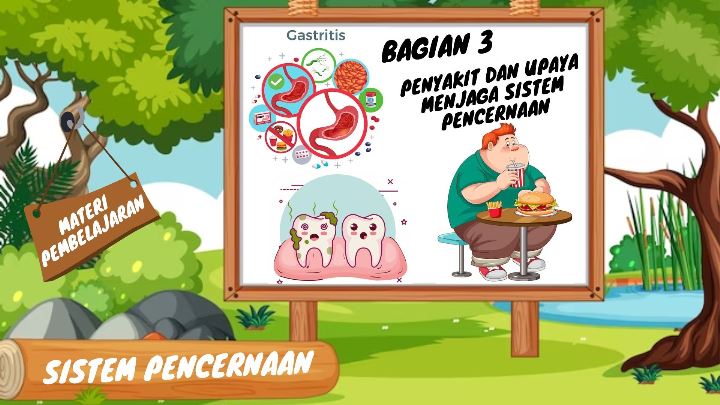 Gastritis
BAGIAN 3
PENYAKIT DAN UPAYA
MENJAGA SISTEM
PENCERNAAN
MATERI
PEMBELAJARAN
SISTEM PENCERNAAN